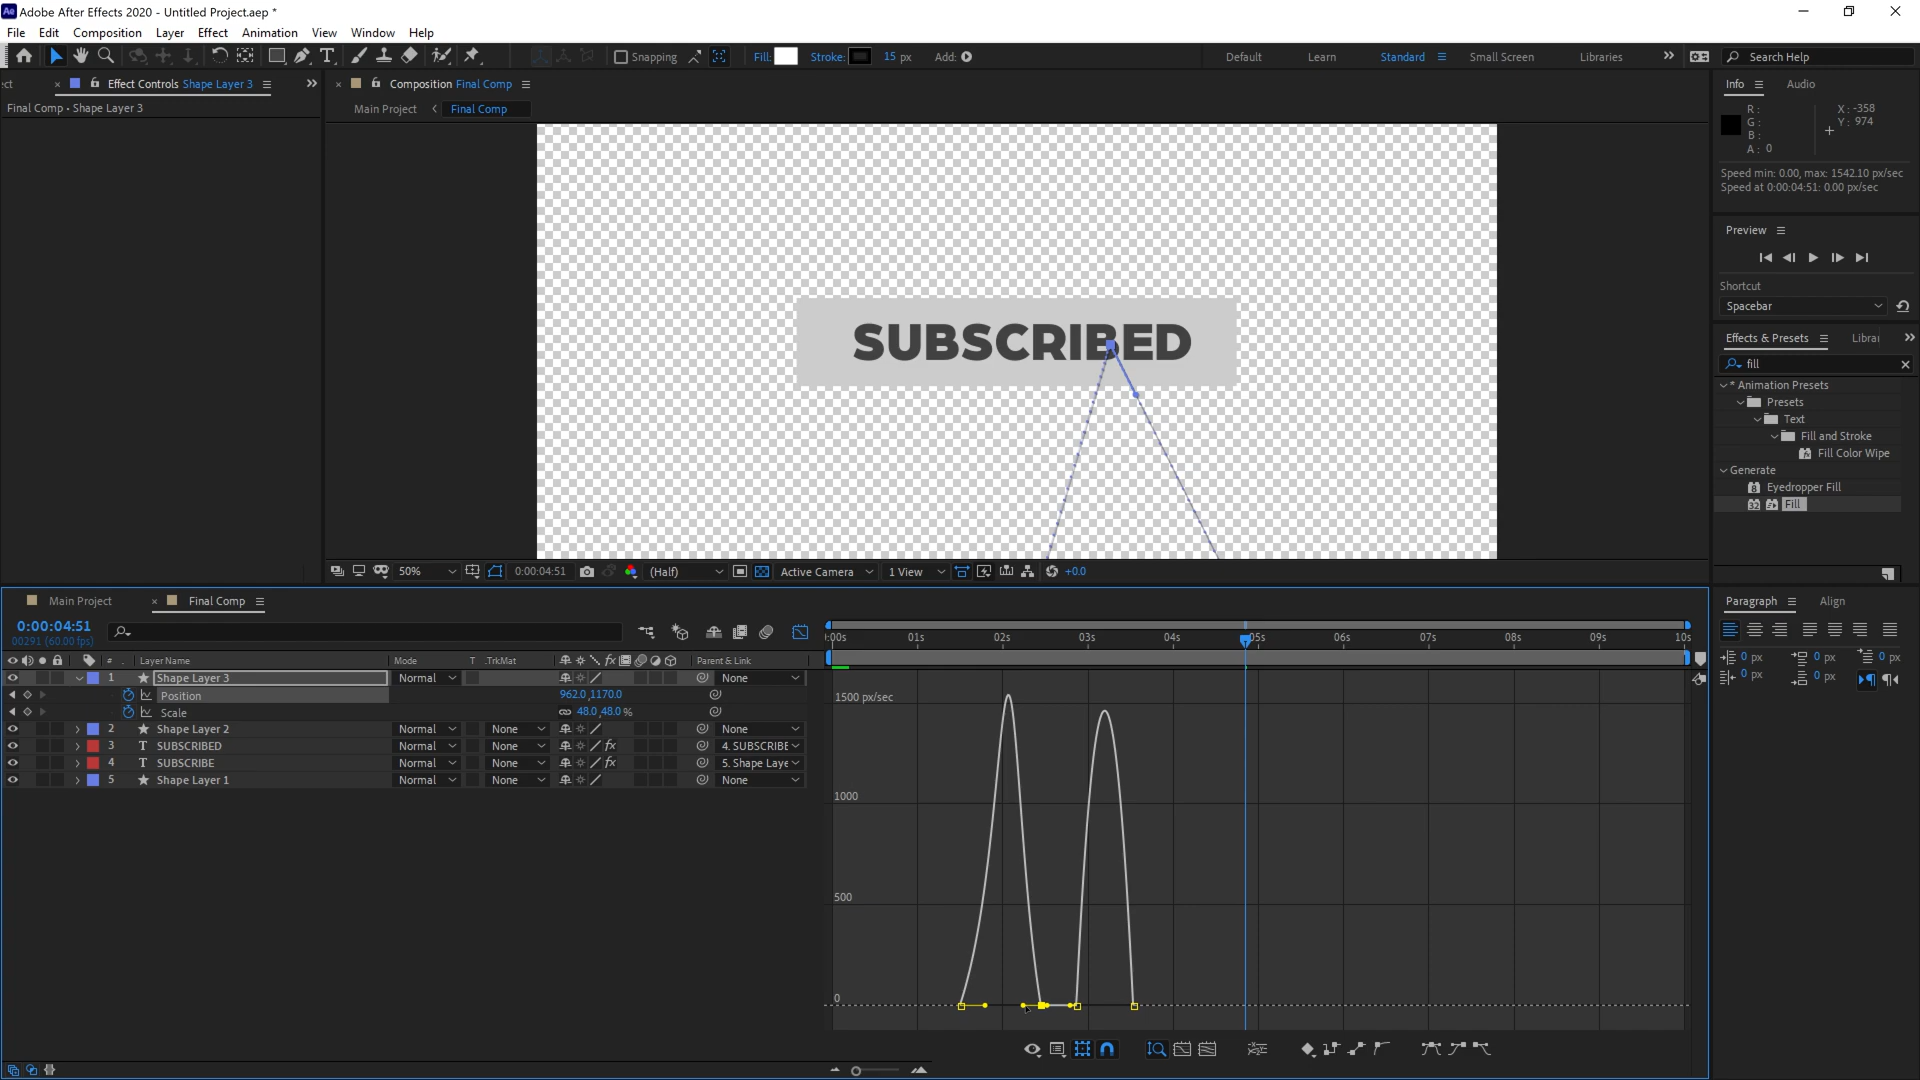 Adobe After Effects 2020 - Untitled Project.aep *
File Edit Composition Layer Effect Animation View Window Help
Snapping Fill: Stroke: 15 px Add: Default Learn Standard Small Screen Libraries Search Help
ect Effect Controls Shape Layer 3
Final Comp • Shape Layer 3
Composition Final Comp
Main Project Final Comp
SUBSCRIBED
50% 0:00:04:51 (Half) Active Camera 1 View +0.0
Info Audio
R: X: -358
G: Y: 974
B:
A: 0
Speed min: 0.00, max: 1542.10 px/sec
Speed at 0:00:04:51: 0.00 px/sec
Preview
Shortcut
Spacebar
Effects & Presets Librai
fill
* Animation Presets
Presets
Text
Fill and Stroke
Fill Color Wipe
Generate
Eyedropper Fill
Fill
Paragraph Align
0 px 0 px 0 px
0 px 0 px
Main Project Final Comp
0:00:04:51
00291 (60.00 fps)
# . Layer Name Mode T .TrkMat Parent & Link
1 Shape Layer 3 Normal None
Position 962.0,1170.0
Scale 48.0,48.0 %
2 Shape Layer 2 Normal None None
3 T SUBSCRIBED Normal None fx 4. SUBSCRIBE
4 T SUBSCRIBE Normal None fx 5. Shape Laye
5 Shape Layer 1 Normal None None
:00s 01s 02s 03s 04s 05s 06s 07s 08s 09s 10s
1500 px/sec
1000
500
0